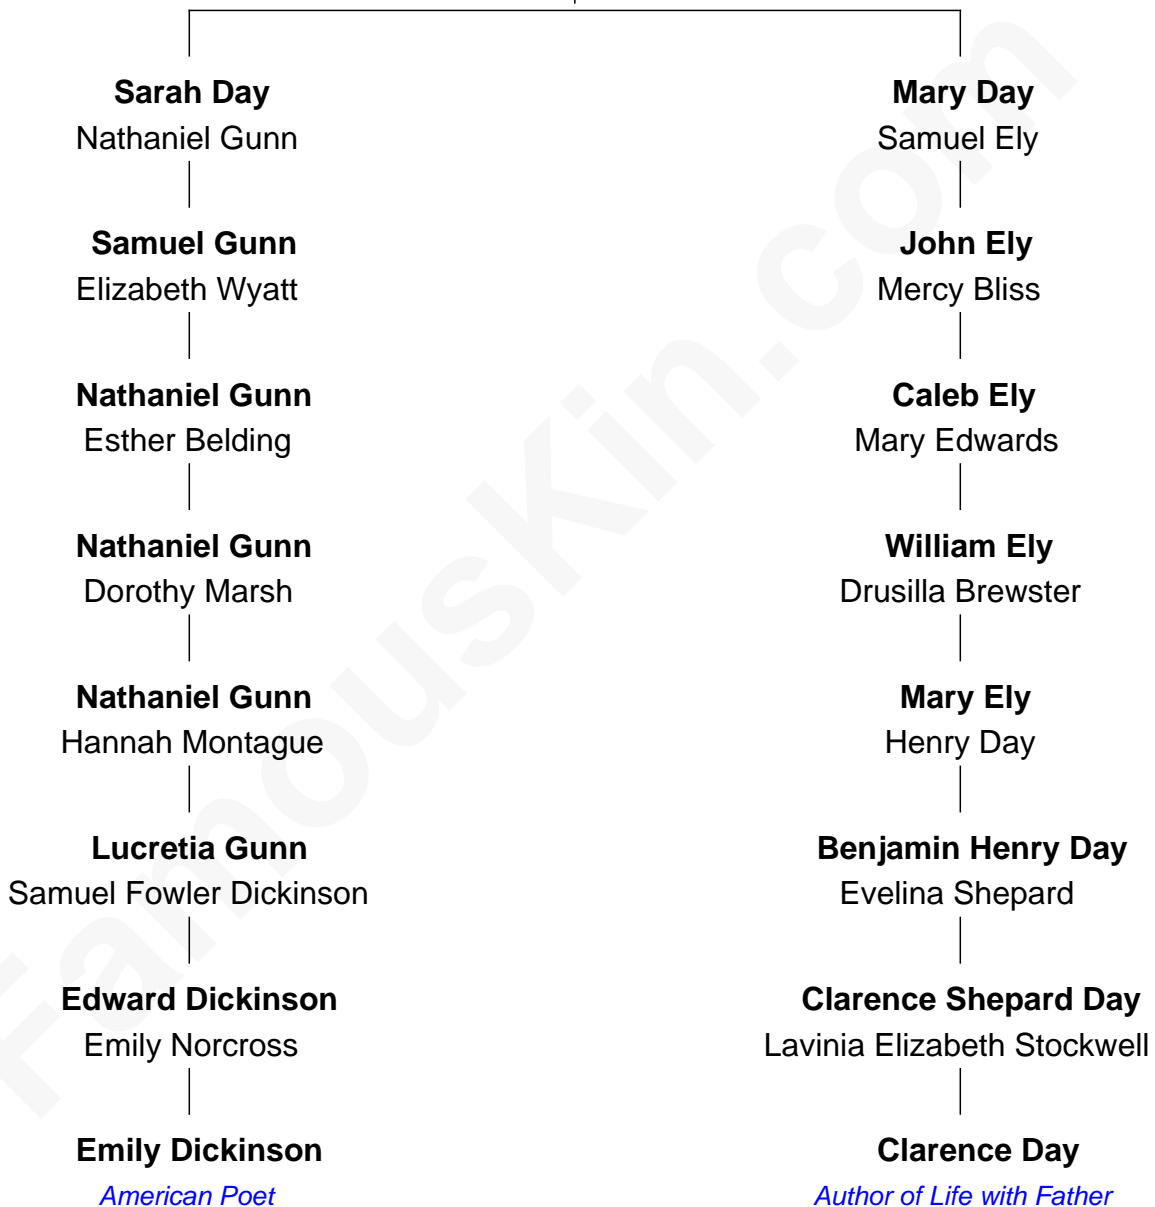 Sarah Day
Nathaniel Gunn
Samuel Gunn
Elizabeth Wyatt
Nathaniel Gunn
Esther Belding
Nathaniel Gunn
Dorothy Marsh
Nathaniel Gunn
Hannah Montague
Lucretia Gunn
Samuel Fowler Dickinson
Edward Dickinson
Emily Norcross
Emily Dickinson
American Poet
Mary Day
Samuel Ely
John Ely
Mercy Bliss
Caleb Ely
Mary Edwards
William Ely
Drusilla Brewster
Mary Ely
Henry Day
Benjamin Henry Day
Evelina Shepard
Clarence Shepard Day
Lavinia Elizabeth Stockwell
Clarence Day
Author of Life with Father
FamousKin.com